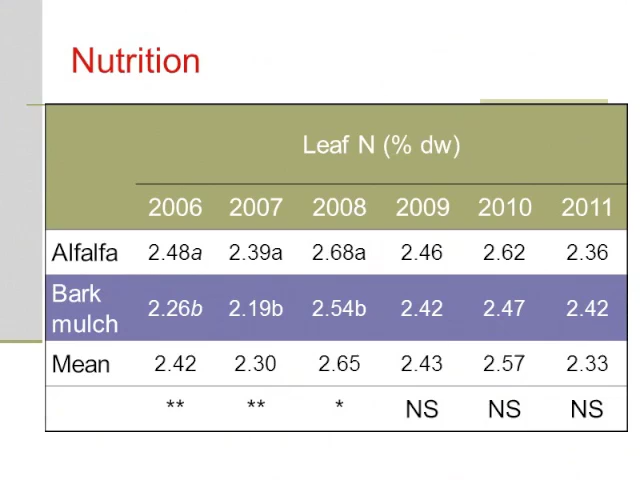 Nutrition
Leaf N (% dw)
2006 2007 2008 2009 2010 2011
Alfalfa 2.48a 2.39a 2.68a 2.46 2.62 2.36
Bark mulch 2.26b 2.19b 2.54b 2.42 2.47 2.42
Mean 2.42 2.30 2.65 2.43 2.57 2.33
** ** * NS NS NS